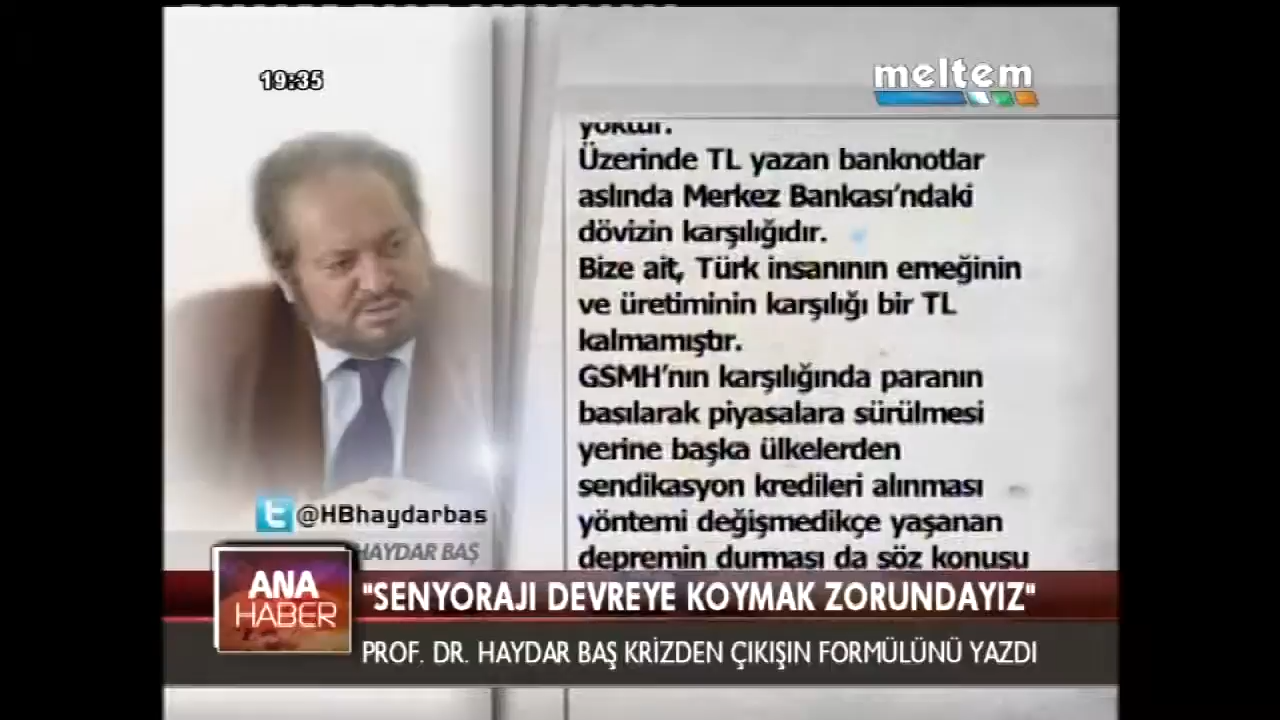 19:35
meltem
yoktur.
Üzerinde TL yazan banknotlar
aslında Merkez Bankası'ndaki
dövizin karşılığıdır.
Bize ait, Türk insanının emeğinin
ve üretiminin karşılığı bir TL
kalmamıştır.
GSMH'nın karşılığında paranın
basılarak piyasalara sürülmesi
yerine başka ülkelerden
sendikasyon kredileri alınması
yöntemi değişmedikçe yaşanan
depremin durması da söz konusu
@HBhaydarbas
HAYDAR BAŞ
ANA
HABER
"SENYORAJI DEVREYE KOYMAK ZORUNDAYIZ"
PROF. DR. HAYDAR BAŞ KRİZDEN ÇIKIŞIN FORMÜLÜNÜ YAZDI